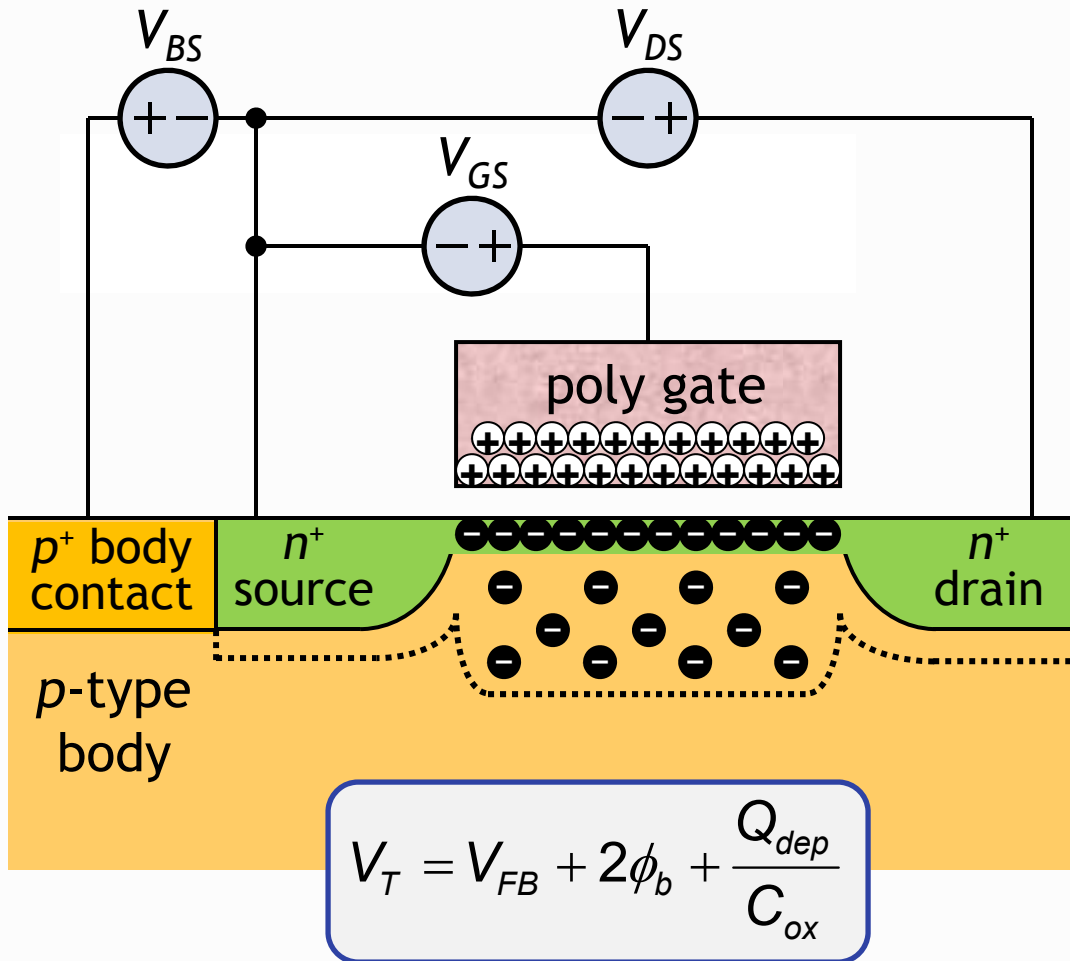 V_BS
V_DS
+ −
− +
V_GS
− +
poly gate
+ + + + + + + + + + +
+ + + + + + + + + + + +
− − − − − − − − − − − −
p⁺ body
contact
n⁺
source
n⁺
drain
− − − −
− − −
− − − −
p-type
body
V_T = V_FB + 2ϕ_b + Q_dep / C_ox